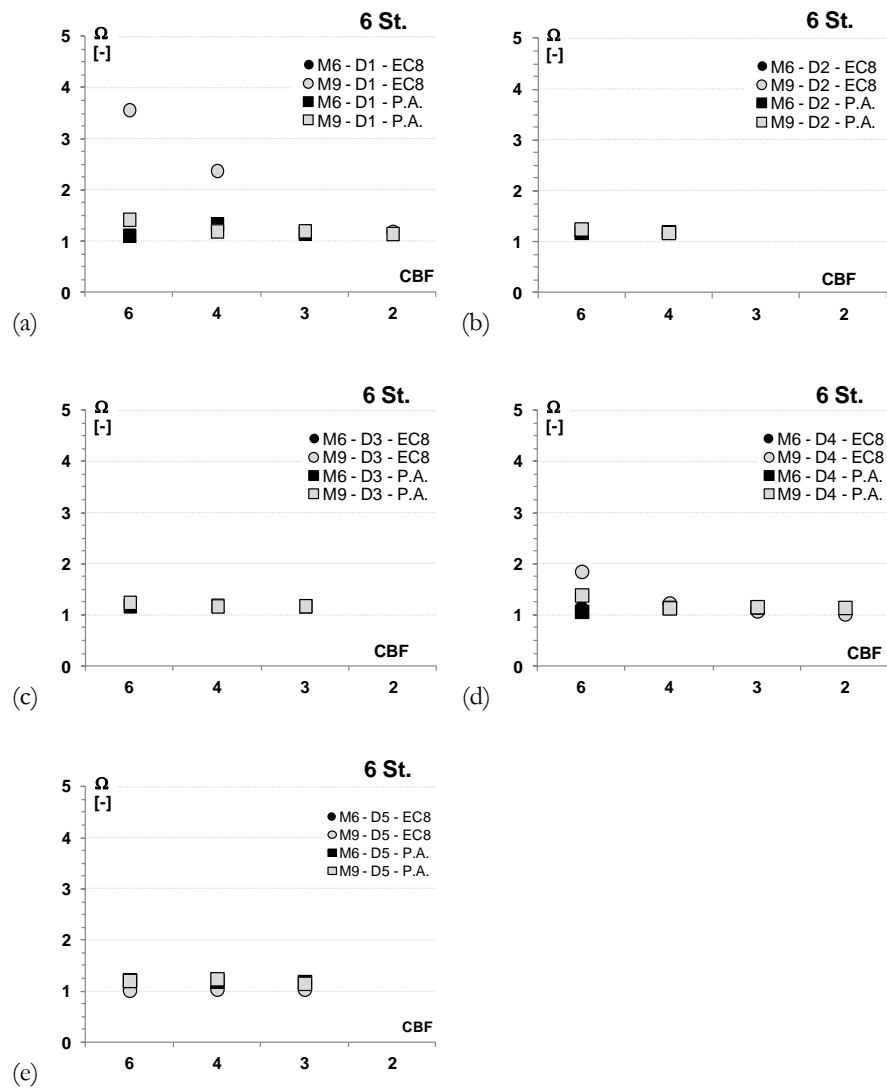 6 St.
Ω
[-]
5
4
3
2
1
0
M6 - D1 - EC8
M9 - D1 - EC8
M6 - D1 - P.A.
M9 - D1 - P.A.
CBF
6 4 3 2
(a)
6 St.
Ω
[-]
5
4
3
2
1
0
M6 - D2 - EC8
M9 - D2 - EC8
M6 - D2 - P.A.
M9 - D2 - P.A.
CBF
6 4 3 2
(b)
6 St.
Ω
[-]
5
4
3
2
1
0
M6 - D3 - EC8
M9 - D3 - EC8
M6 - D3 - P.A.
M9 - D3 - P.A.
CBF
6 4 3 2
(c)
6 St.
Ω
[-]
5
4
3
2
1
0
M6 - D4 - EC8
M9 - D4 - EC8
M6 - D4 - P.A.
M9 - D4 - P.A.
CBF
6 4 3 2
(d)
6 St.
Ω
[-]
5
4
3
2
1
0
M6 - D5 - EC8
M9 - D5 - EC8
M6 - D5 - P.A.
M9 - D5 - P.A.
CBF
6 4 3 2
(e)